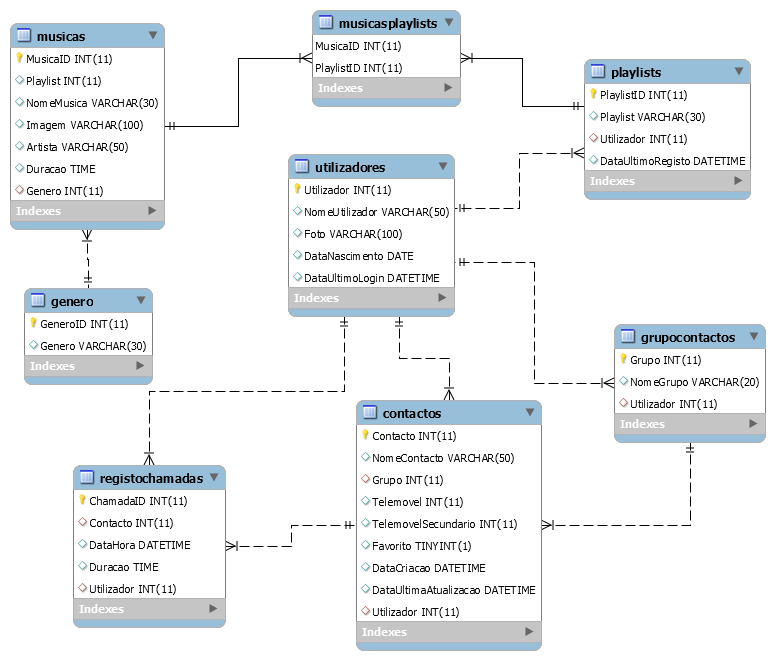 musicas
MusicaID INT(11)
Playlist INT(11)
NomeMusica VARCHAR(30)
Imagem VARCHAR(100)
Artista VARCHAR(50)
Duracao TIME
Genero INT(11)
Indexes
musicasplaylists
MusicaID INT(11)
PlaylistID INT(11)
Indexes
playlists
PlaylistID INT(11)
Playlist VARCHAR(30)
Utilizador INT(11)
DataUltimoRegisto DATETIME
Indexes
utilizadores
Utilizador INT(11)
NomeUtilizador VARCHAR(50)
Foto VARCHAR(100)
DataNascimento DATE
DataUltimoLogin DATETIME
Indexes
genero
GeneroID INT(11)
Genero VARCHAR(30)
Indexes
grupocontactos
Grupo INT(11)
NomeGrupo VARCHAR(20)
Utilizador INT(11)
Indexes
contactos
Contacto INT(11)
NomeContacto VARCHAR(50)
Grupo INT(11)
Telemovel INT(11)
TelemovelSecundario INT(11)
Favorito TINYINT(1)
DataCriacao DATETIME
DataUltimaAtualizacao DATETIME
Utilizador INT(11)
Indexes
registochamadas
ChamadaID INT(11)
Contacto INT(11)
DataHora DATETIME
Duracao TIME
Utilizador INT(11)
Indexes